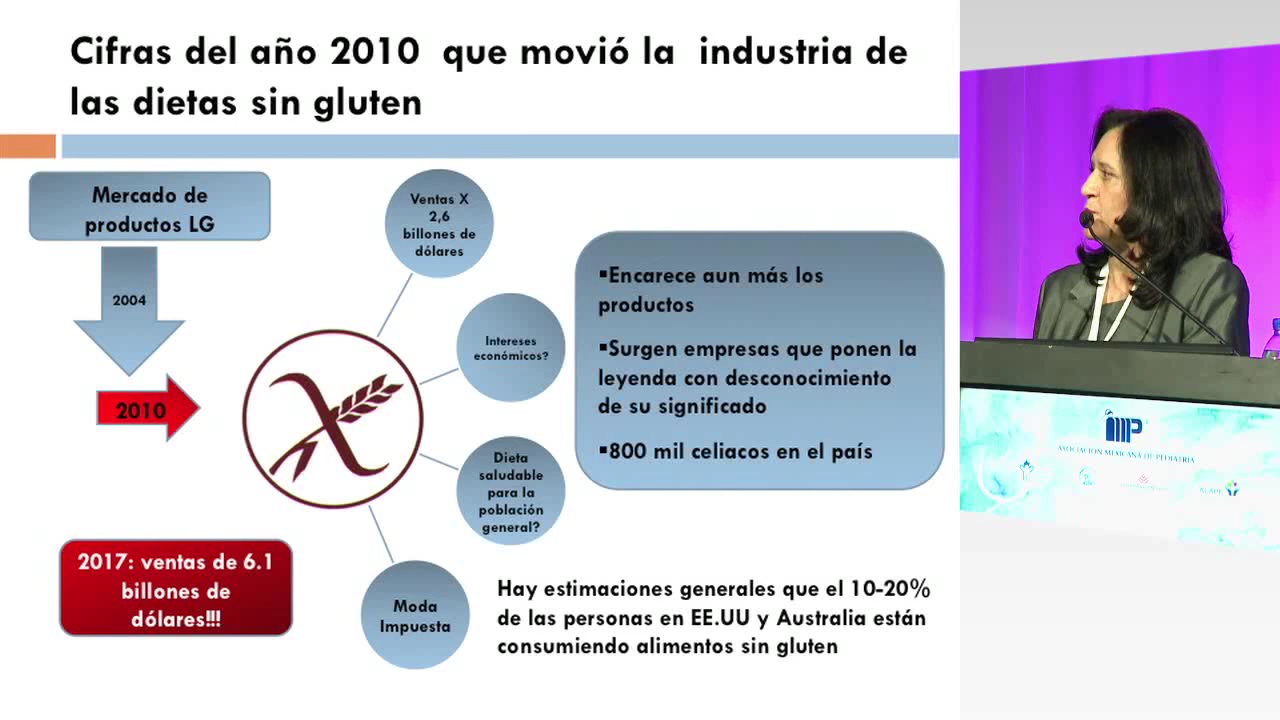 Cifras del año 2010 que movió la industria de
las dietas sin gluten
Mercado de
productos LG
2004
2010
2017: ventas de 6.1
billones de
dólares!!!
Ventas X
2,6
billones de
dólares
Intereses
económicos?
Dieta
saludable
para la
población
general?
Moda
Impuesta
▪Encarece aun más los
productos
▪Surgen empresas que ponen la
leyenda con desconocimiento
de su significado
▪800 mil celiacos en el país
Hay estimaciones generales que el 10-20%
de las personas en EE.UU y Australia están
consumiendo alimentos sin gluten
ASOCIACIÓN MEXICANA DE PEDIATRÍA
ALAPE